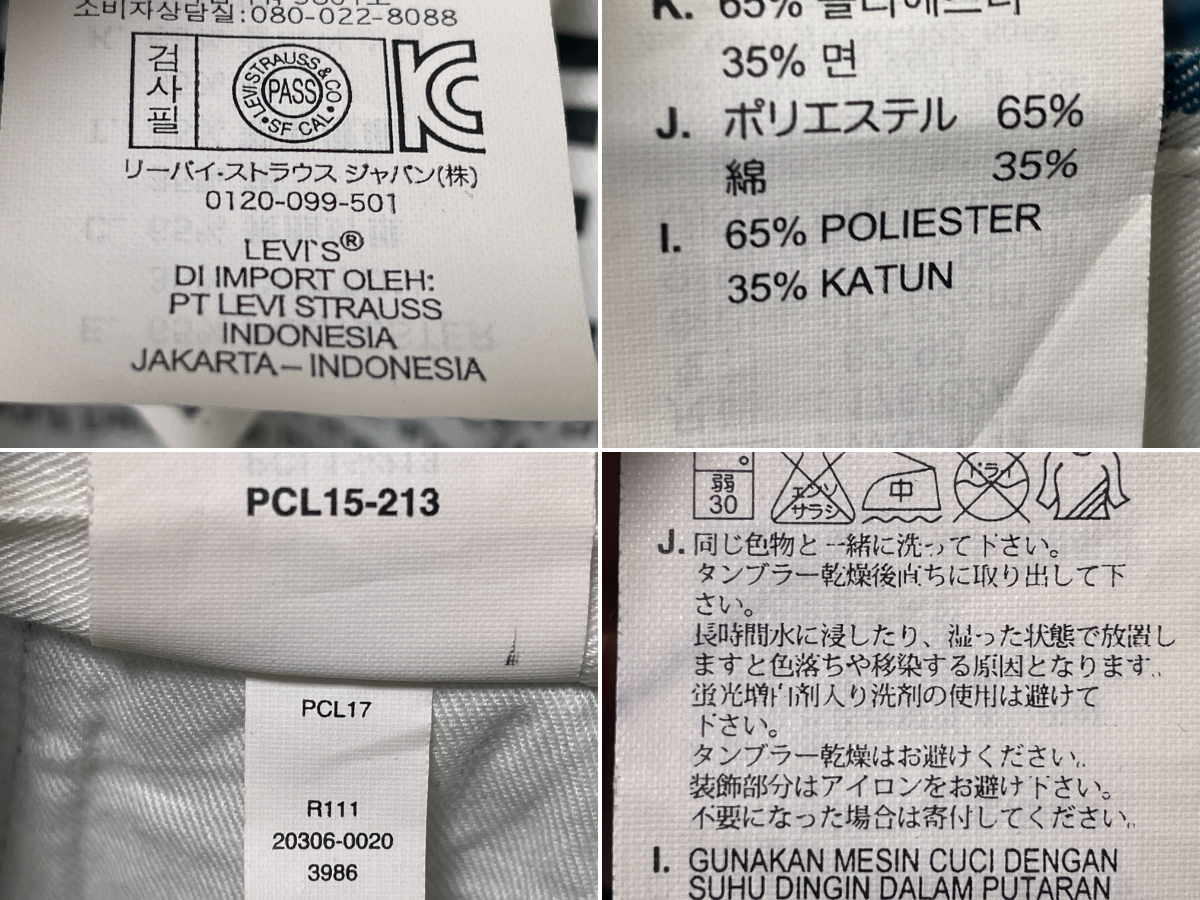 소비자상담실:080-022-8088
검사필
LEVI STRAUSS & CO
PASS
SF CAL
KC
リーバイ·ストラウス ジャパン(株)
0120-099-501
LEVI'S®
DI IMPORT OLEH:
PT LEVI STRAUSS
INDONESIA
JAKARTA–INDONESIA
K. 65% 폴리에스터
35% 면
J. ポリエステル 65%
綿 35%
I. 65% POLIESTER
35% KATUN
PCL15-213
PCL17
R111
20306-0020
3986
弱
30
エンソ
サラシ
中
ドライ
J. 同じ色物と一緒に洗って下さい。
タンブラー乾燥後直ちに取り出して下
さい。
長時間水に浸したり、湿った状態で放置し
ますと色落ちや移染する原因となります。
蛍光増白剤入り洗剤の使用は避けて
下さい。
タンブラー乾燥はお避けください。
装飾部分はアイロンをお避け下さい。
不要になった場合は寄付してください。
I. GUNAKAN MESIN CUCI DENGAN
SUHU DINGIN DALAM PUTARAN